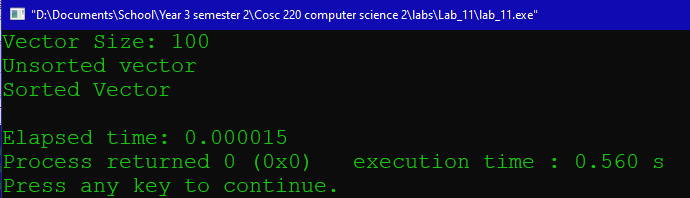 "D:\Documents\School\Year 3 semester 2\Cosc 220 computer science 2\labs\Lab_11\lab_11.exe"
Vector Size: 100
Unsorted vector
Sorted Vector
Elapsed time: 0.000015
Process returned 0 (0x0)   execution time : 0.560 s
Press any key to continue.